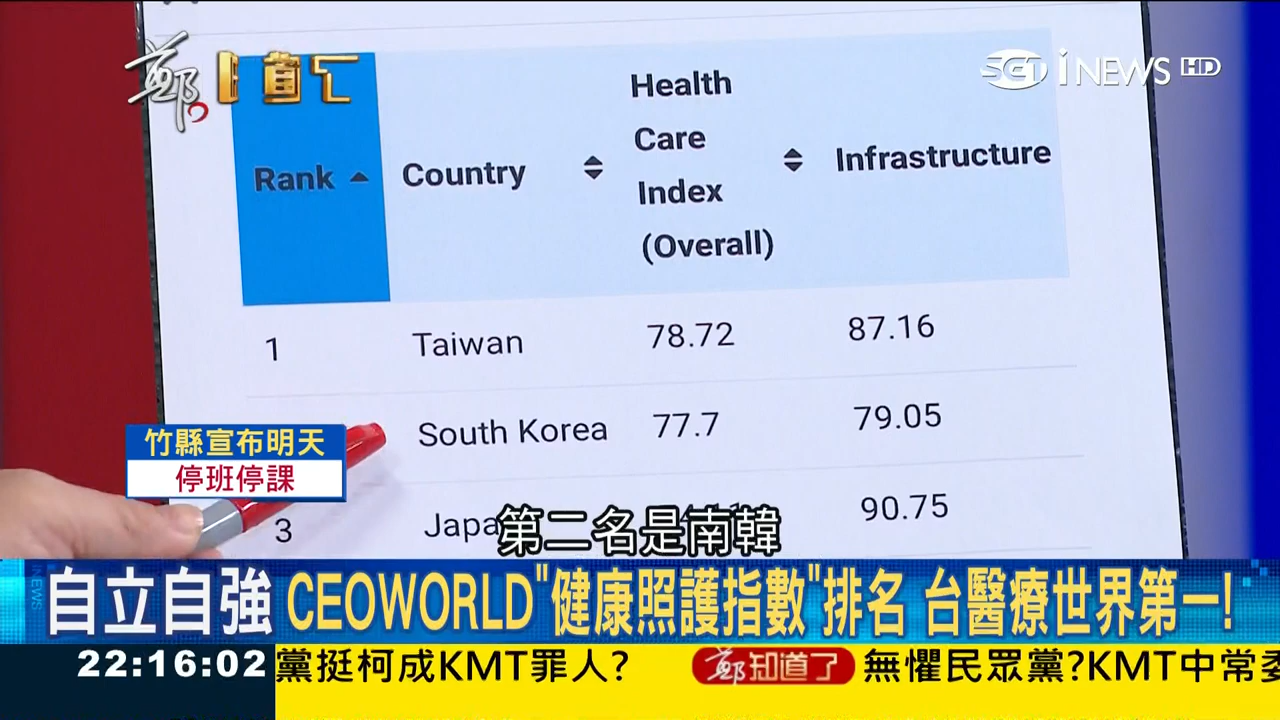 SET iNEWS HD
Rank
Country
Health
Care
Index
(Overall)
Infrastructure
1 Taiwan 78.72 87.16
South Korea 77.7 79.05
3 Japa 90.75
竹縣宣布明天
停班停課
第二名是南韓
自立自強 CEOWORLD"健康照護指數"排名 台醫療世界第一!
22:16:02 黨挺柯成KMT罪人? 鄭知道了 無懼民眾黨?KMT中常委